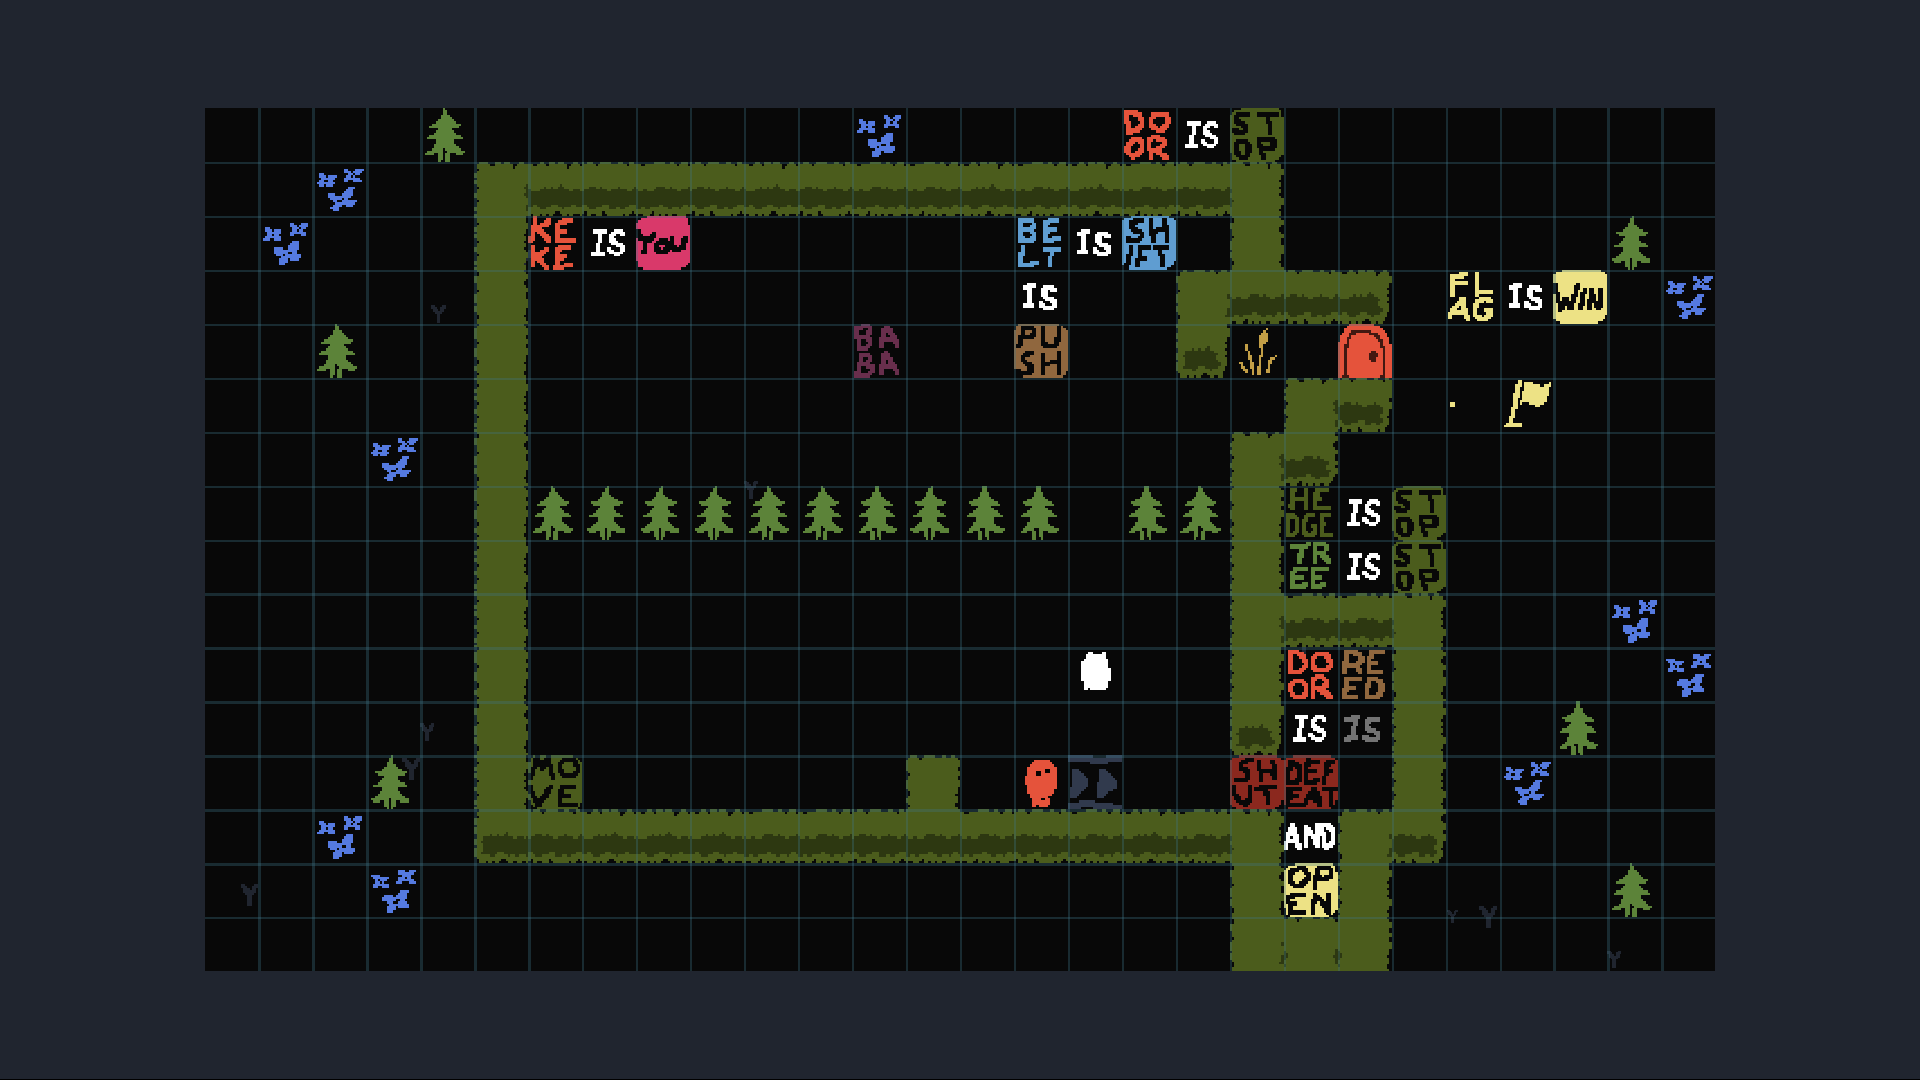 DOOR IS STOP
KEKE IS YOU
BELT IS SHIFT
IS
FLAG IS WIN
BABA
PUSH
HEDGE IS STOP
TREE IS STOP
DOOR REED
IS IS
MOVE
SHUT DEFEAT
AND
OPEN